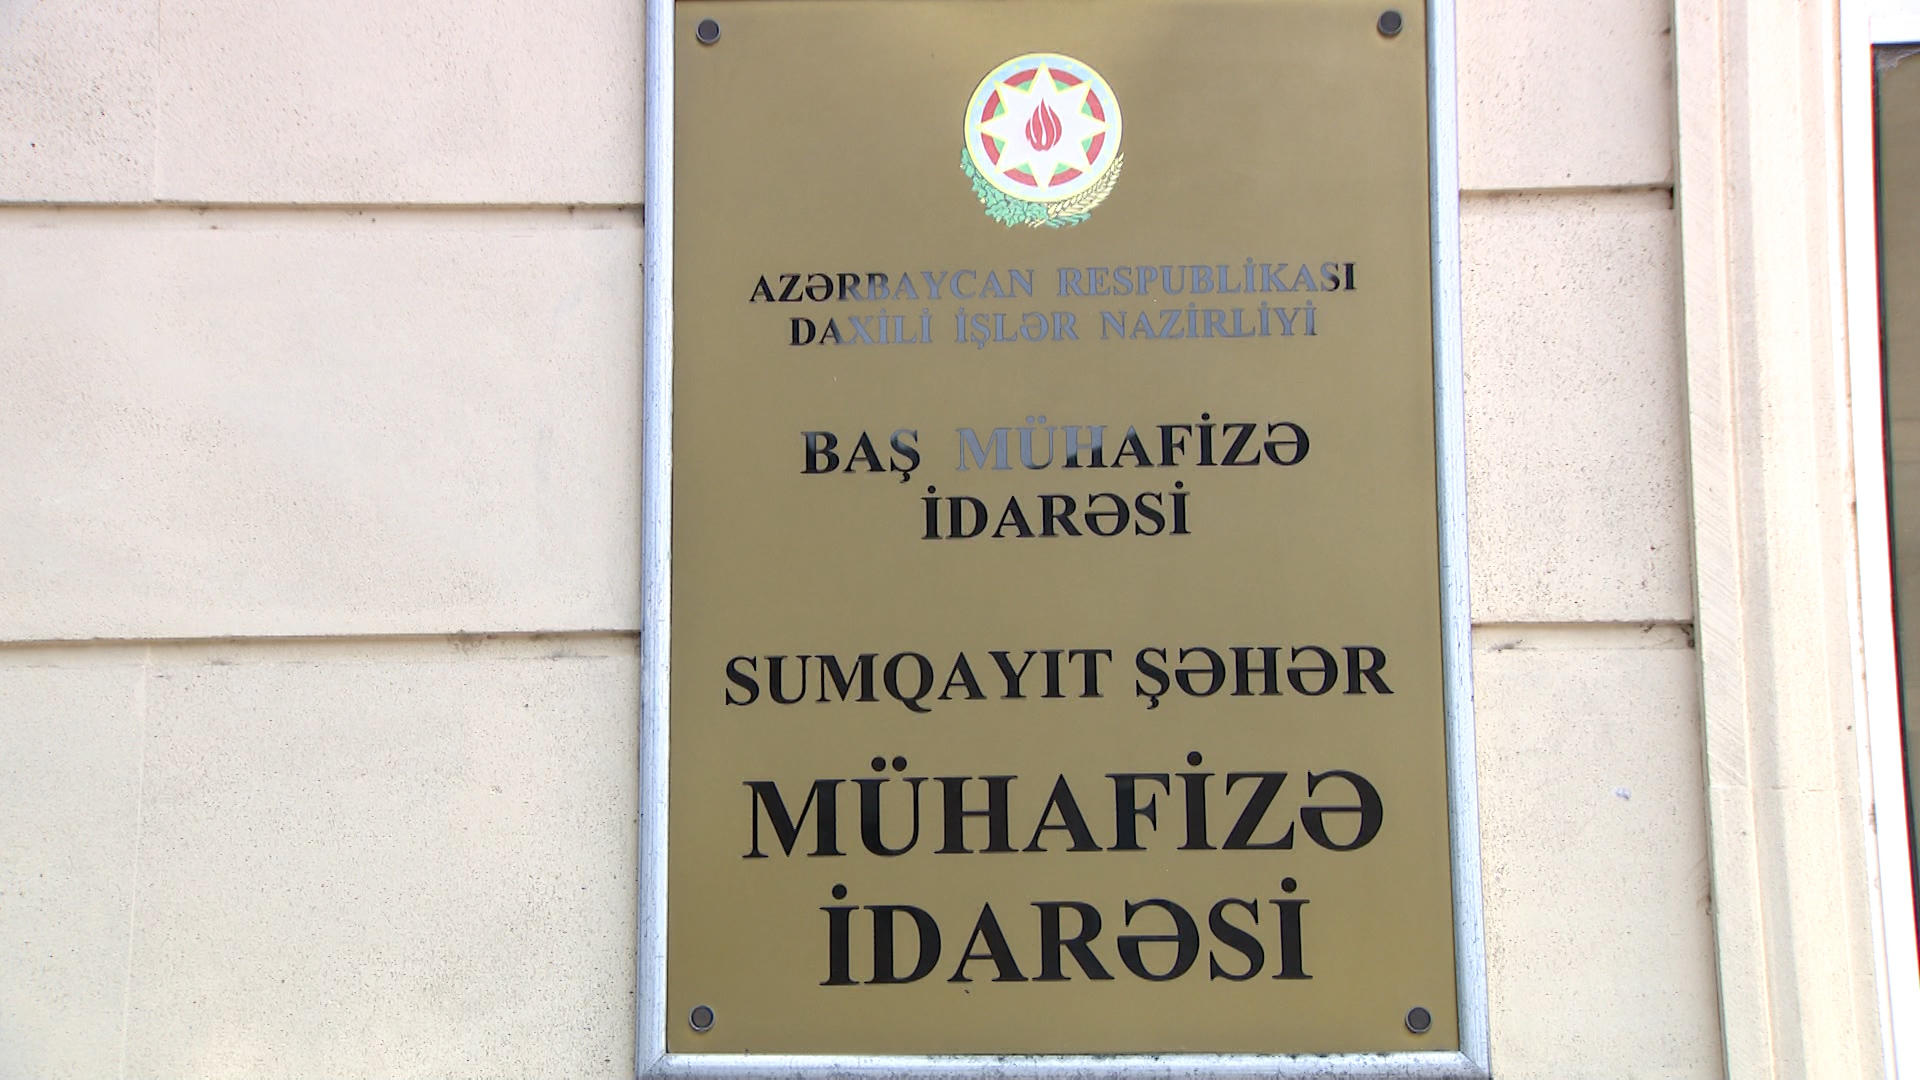 AZƏRBAYCAN RESPUBLİKASI
DAXİLİ İŞLƏR NAZİRLİYİ
BAŞ MÜHAFİZƏ
İDARƏSİ
SUMQAYIT ŞƏHƏR
MÜHAFİZƏ
İDARƏSİ